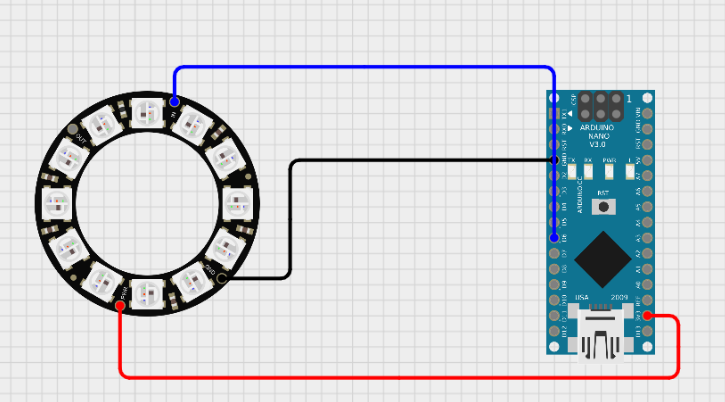 IN
OUT
GND
PWR
ICSP
1
TX1
RX1
RST
GND
D2
D3
D4
D5
D6
D7
D8
D9
D10
D11
D12
ARDUINO
NANO
V3.0
TX
RX
PWR
L
RST
ARDUINO.CC
USA
2009
VIN
GND
RST
5V
A7
A6
A5
A4
A3
A2
A1
A0
REF
3V3
D13